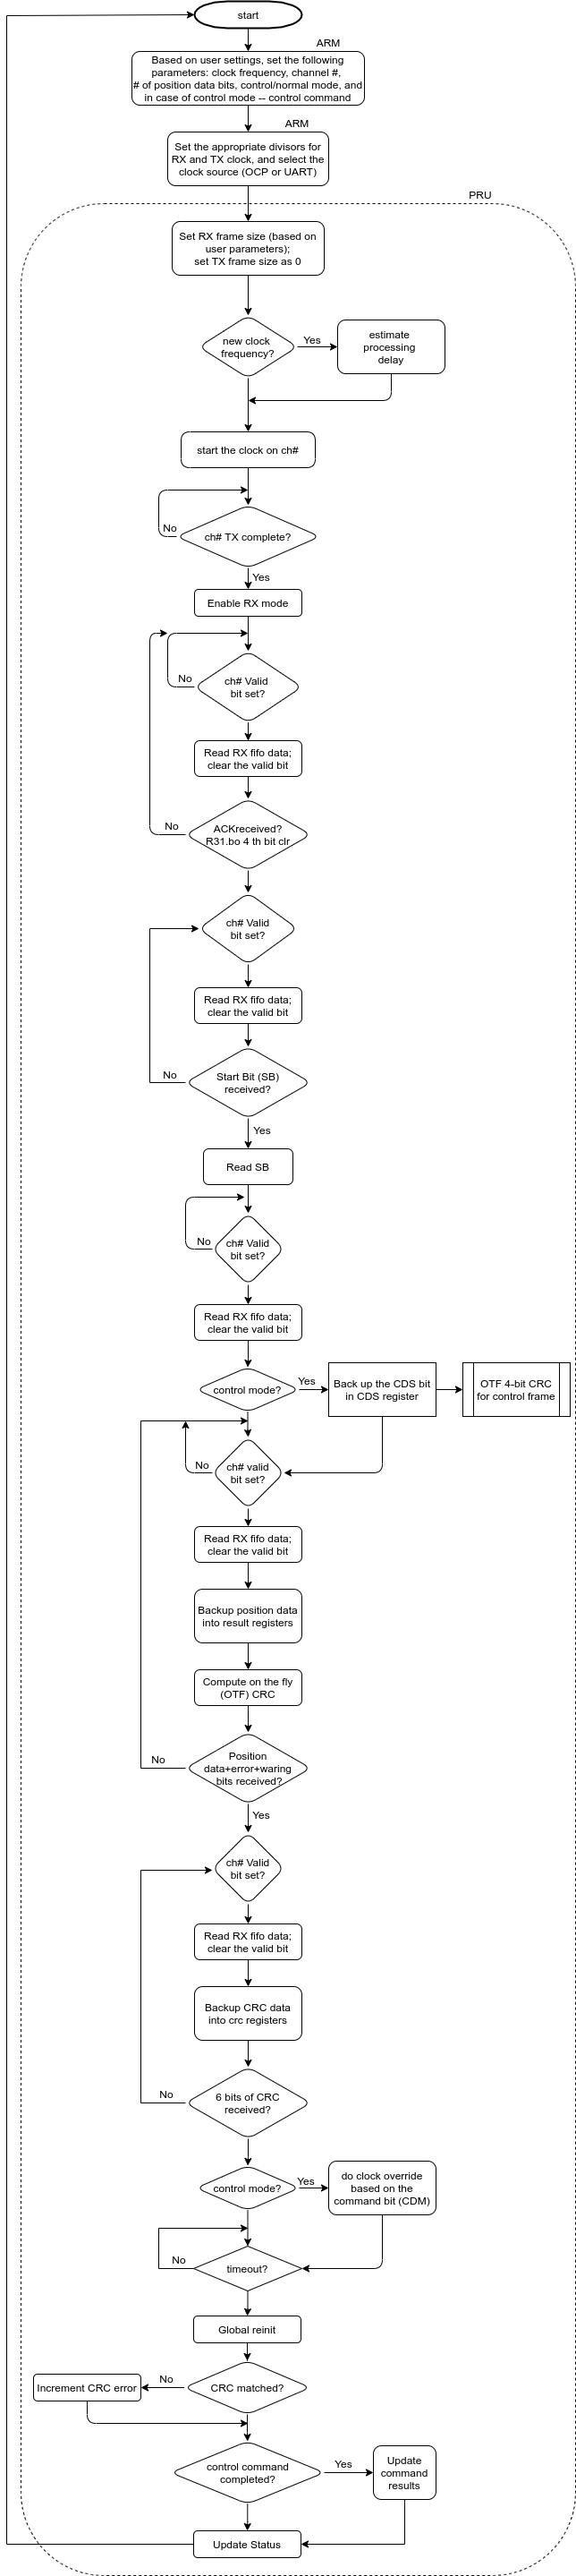 start
ARM
Based on user settings, set the following
parameters: clock frequency, channel #,
# of position data bits, control/normal mode, and
in case of control mode -- control command
ARM
Set the appropriate divisors for
RX and TX clock, and select the
clock source (OCP or UART)
PRU
Set RX frame size (based on
user parameters);
set TX frame size as 0
new clock
frequency?
Yes
estimate
processing
delay
start the clock on ch#
No
ch# TX complete?
Yes
Enable RX mode
No
ch# Valid
bit set?
Read RX fifo data;
clear the valid bit
No
ACKreceived?
R31.bo 4 th bit clr
ch# Valid
bit set?
Read RX fifo data;
clear the valid bit
No
Start Bit (SB)
received?
Yes
Read SB
No
ch# Valid
bit set?
Read RX fifo data;
clear the valid bit
control mode?
Yes
Back up the CDS bit
in CDS register
OTF 4-bit CRC
for control frame
No
ch# valid
bit set?
Read RX fifo data;
clear the valid bit
Backup position data
into result registers
Compute on the fly
(OTF) CRC
No
Position
data+error+waring
bits received?
Yes
ch# Valid
bit set?
Read RX fifo data;
clear the valid bit
Backup CRC data
into crc registers
No
6 bits of CRC
received?
control mode?
Yes
do clock override
based on the
command bit (CDM)
No
timeout?
Global reinit
Increment CRC error
No
CRC matched?
control command
completed?
Yes
Update
command
results
Update Status